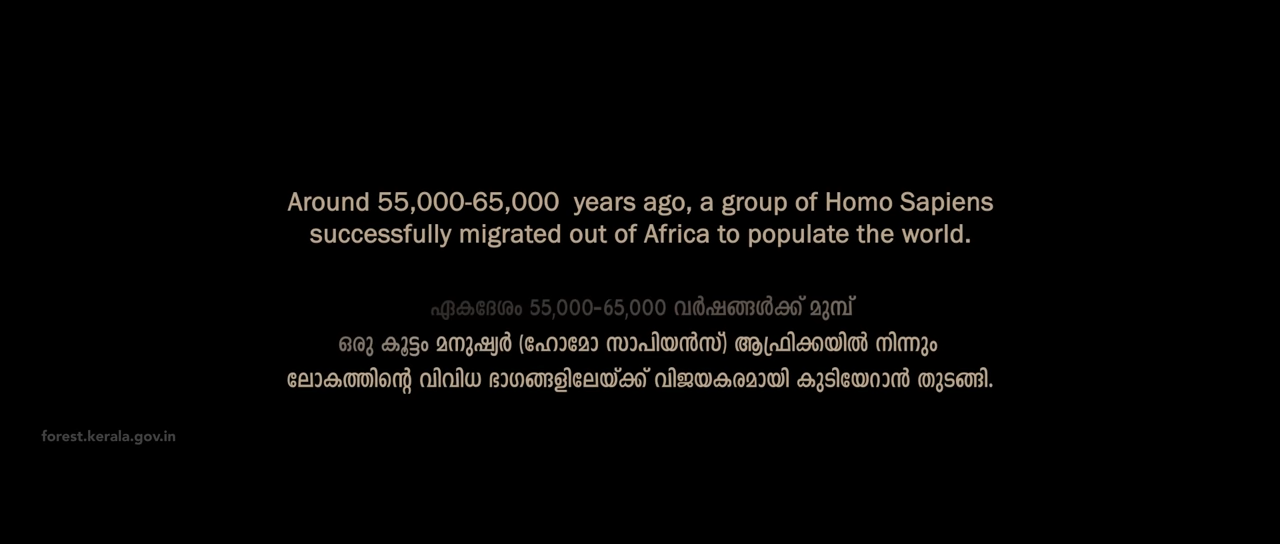 Around 55,000-65,000 years ago, a group of Homo Sapiens
successfully migrated out of Africa to populate the world.
ഏകദേശം 55,000-65,000 വർഷങ്ങൾക്ക് മുമ്പ്
ഒരു കൂട്ടം മനുഷ്യർ (ഹോമോ സാപിയൻസ്) ആഫ്രിക്കയിൽ നിന്നും
ലോകത്തിന്റെ വിവിധ ഭാഗങ്ങളിലേയ്ക്ക് വിജയകരമായി കുടിയേറാൻ തുടങ്ങി.
forest.kerala.gov.in